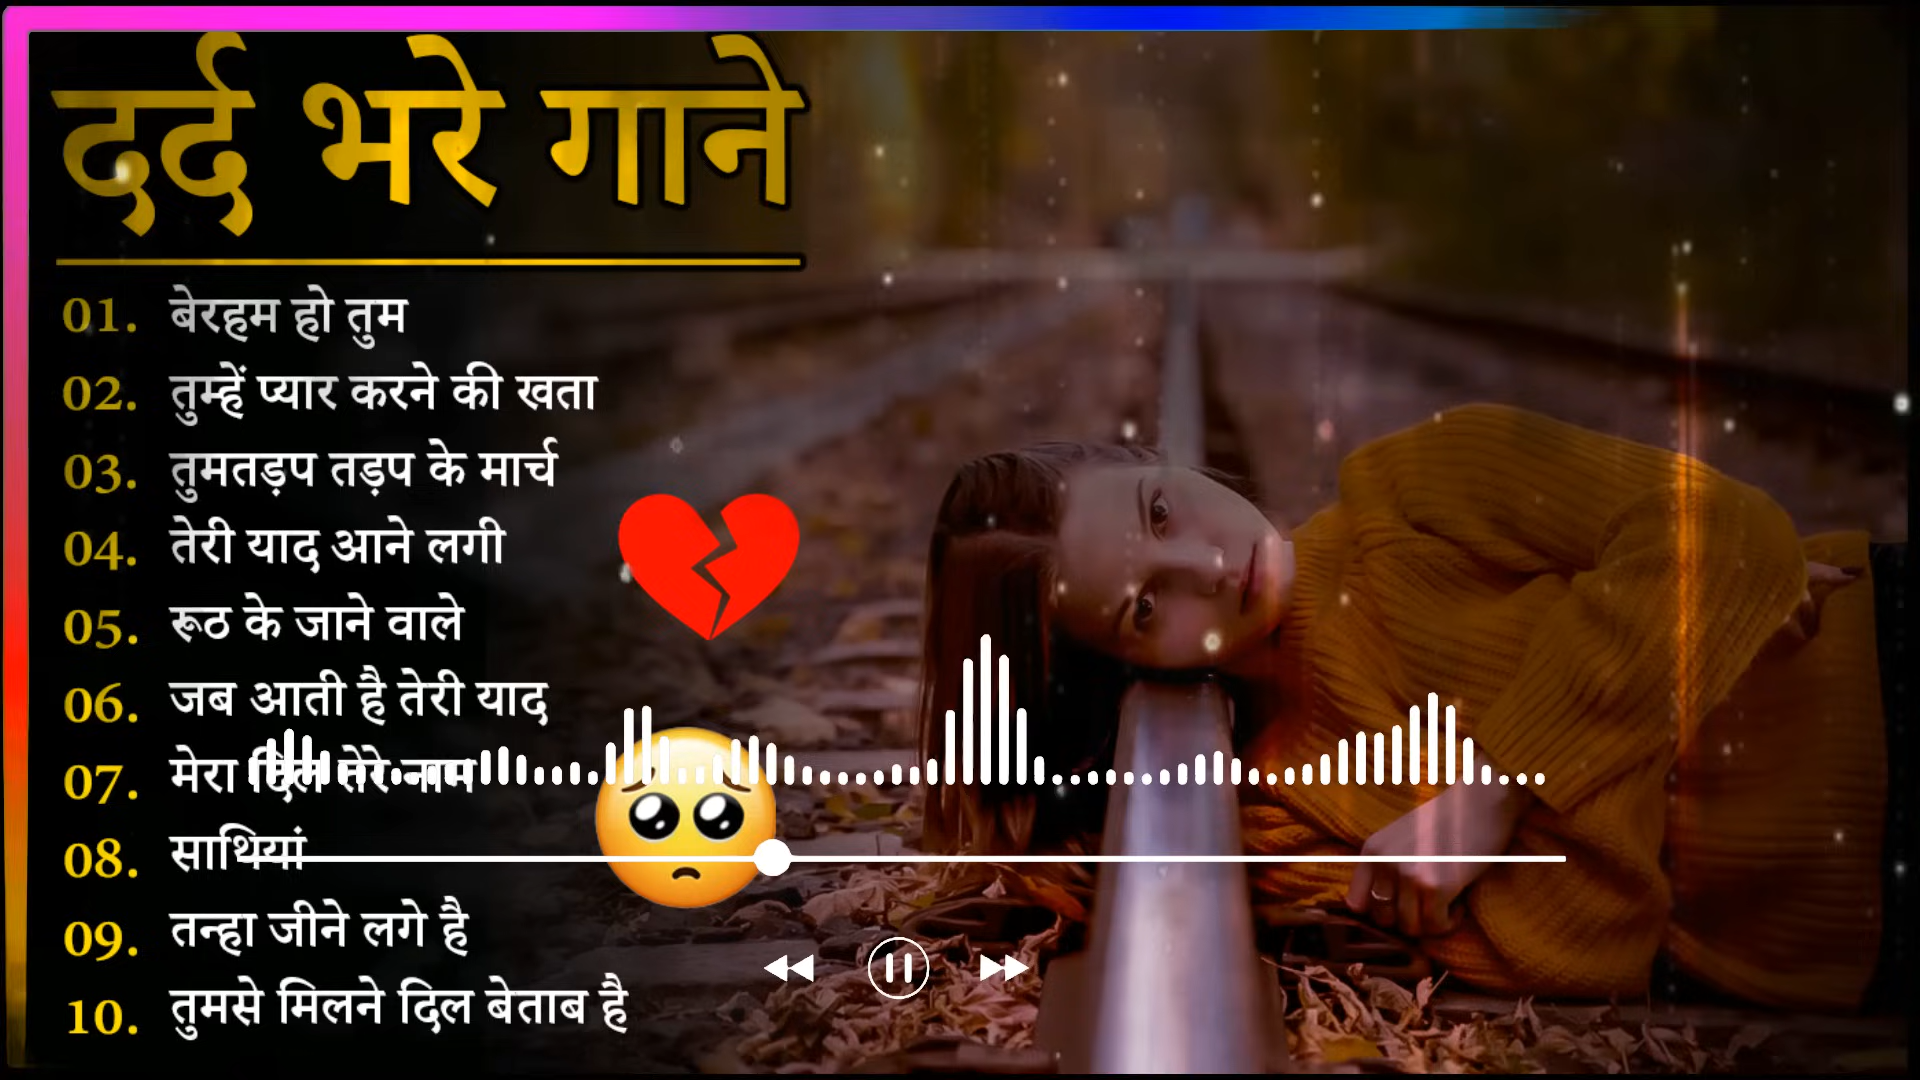 दर्द भरे गाने
01. बेरहम हो तुम
02. तुम्हें प्यार करने की खता
03. तुमतड़प तड़प के मार्च
04. तेरी याद आने लगी
05. रूठ के जाने वाले
06. जब आती है तेरी याद
07. मेरा दिल तेरे नाम
08. साथियां
09. तन्हा जीने लगे है
10. तुमसे मिलने दिल बेताब है